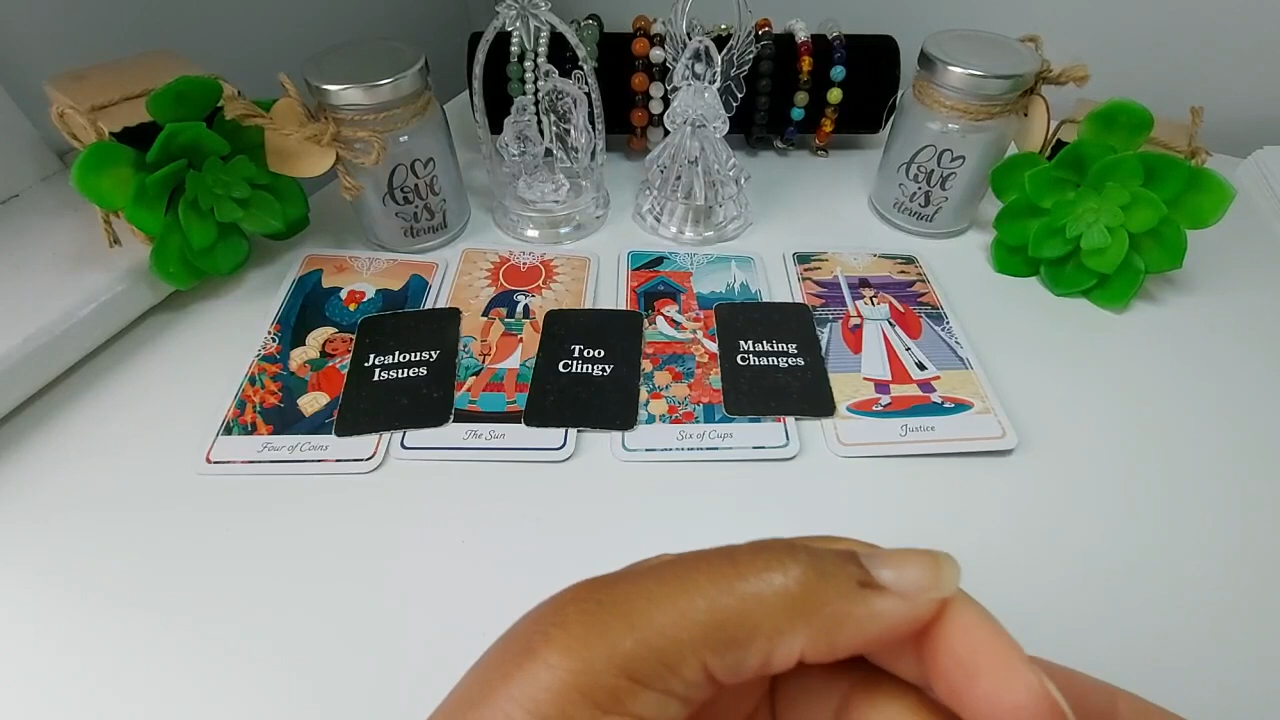 love
is
eternal
love
is
eternal
Jealousy
Issues
Too
Clingy
Making
Changes
Four of Coins
The Sun
Six of Cups
Justice